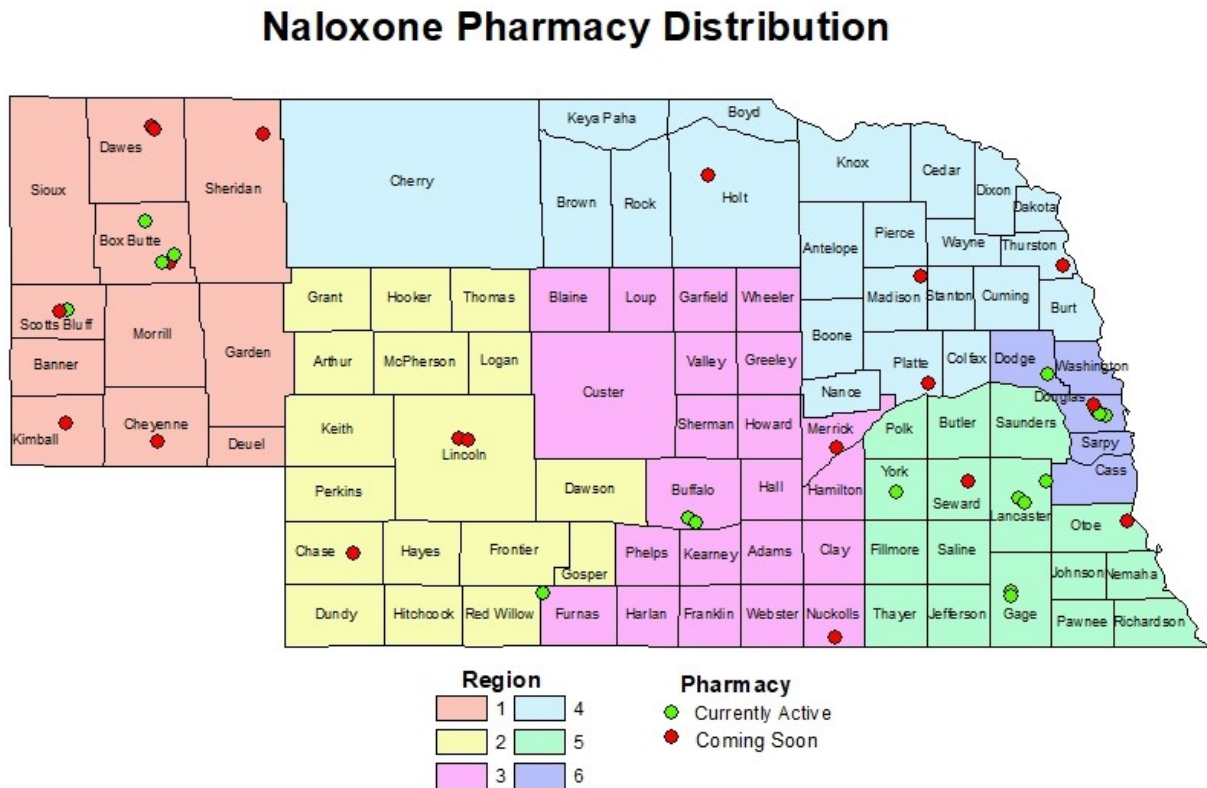 Naloxone Pharmacy Distribution
Keya Paha
Boyd
Dawes
Knox
Cedar
Sioux
Sheridan
Cherry
Brown
Rock
Holt
Dixon
Dakota
Box Butte
Antelope
Pierce
Wayne
Thurston
Grant
Hooker
Thomas
Blaine
Loup
Garfield
Wheeler
Madison
Stanton
Cuming
Burt
Scotts Bluff
Morrill
Garden
Boone
Banner
Arthur
McPherson
Logan
Valley
Greeley
Platte
Colfax
Dodge
Washington
Custer
Nance
Douglas
Kimball
Cheyenne
Deuel
Keith
Lincoln
Sherman
Howard
Merrick
Polk
Butler
Saunders
Sarpy
Cass
Perkins
Dawson
Buffalo
Hall
Hamilton
York
Seward
Lancaster
Otoe
Chase
Hayes
Frontier
Gosper
Phelps
Kearney
Adams
Clay
Fillmore
Saline
Johnson
Nemaha
Dundy
Hitchcock
Red Willow
Furnas
Harlan
Franklin
Webster
Nuckolls
Thayer
Jefferson
Gage
Pawnee
Richardson
Region
1
4
2
5
3
6
Pharmacy
Currently Active
Coming Soon